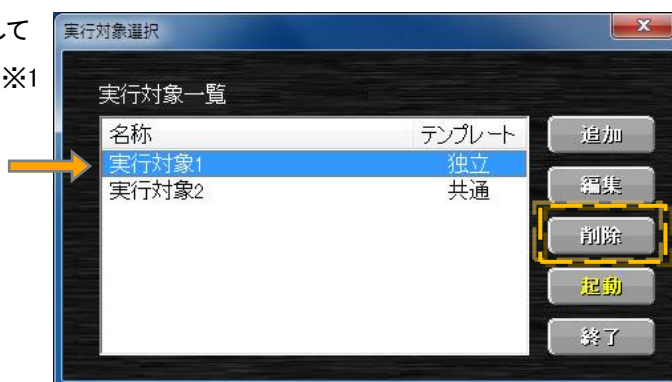 して
※1
実行対象選択
実行対象一覧
名称 テンプレート
実行対象1 独立
実行対象2 共通
追加
編集
削除
起動
終了